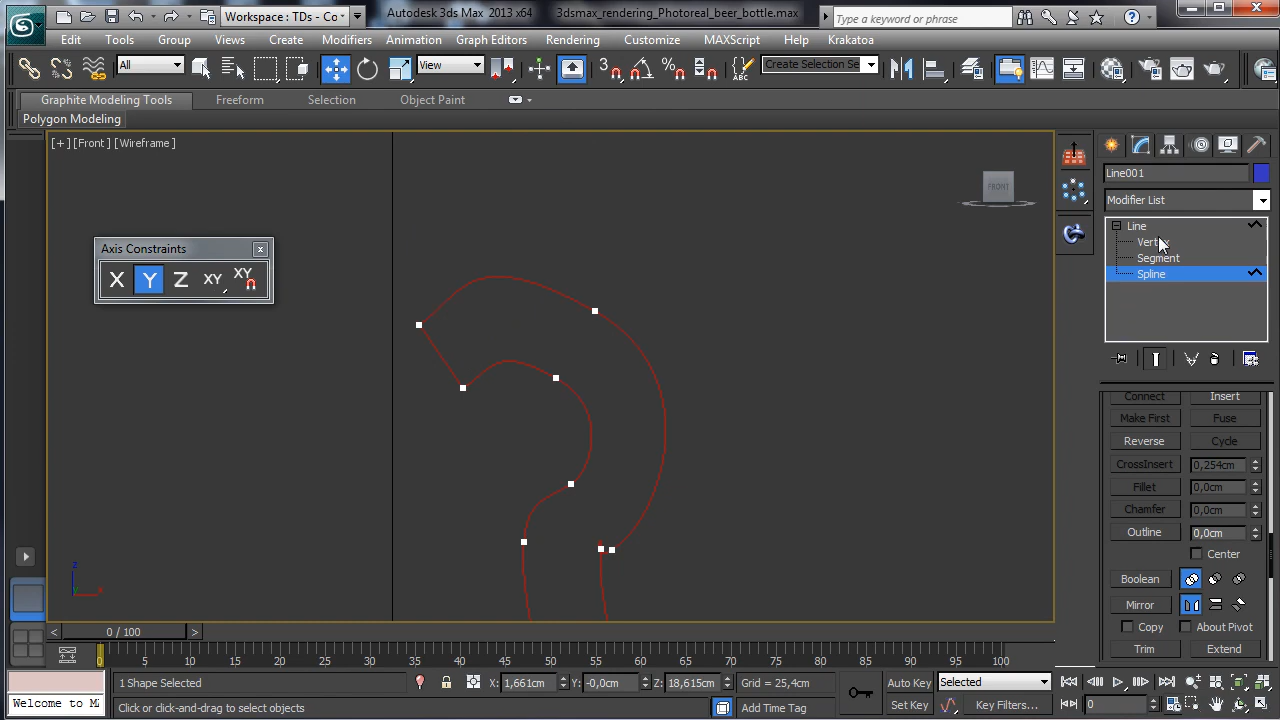 Workspace : TDs - Co
Autodesk 3ds Max  2013 x64
3dsmax_rendering_Photoreal_beer_bottle.max
Type a keyword or phrase
Edit Tools Group Views Create Modifiers Animation Graph Editors Rendering Customize MAXScript Help Krakatoa
All
View
3
Create Selection Se
Graphite Modeling Tools Freeform Selection Object Paint
Polygon Modeling
[+] [Front] [Wireframe]
FRONT
Line001
Modifier List
Line
Vertex
Segment
Spline
Axis Constraints
X Y Z XY XY
Connect Insert
Make First Fuse
Reverse Cycle
CrossInsert 0,254cm
Fillet 0,0cm
Chamfer 0,0cm
Outline 0,0cm
Center
Boolean
Mirror
Copy About Pivot
Trim Extend
z
x
< 0 / 100 >
0 5 10 15 20 25 30 35 40 45 50 55 60 65 70 75 80 85 90 95 100
1 Shape Selected X: 1,661cm Y: -0,0cm Z: 18,615cm Grid = 25,4cm Auto Key Selected
Welcome to M Click or click-and-drag to select objects Add Time Tag Set Key Key Filters... 0